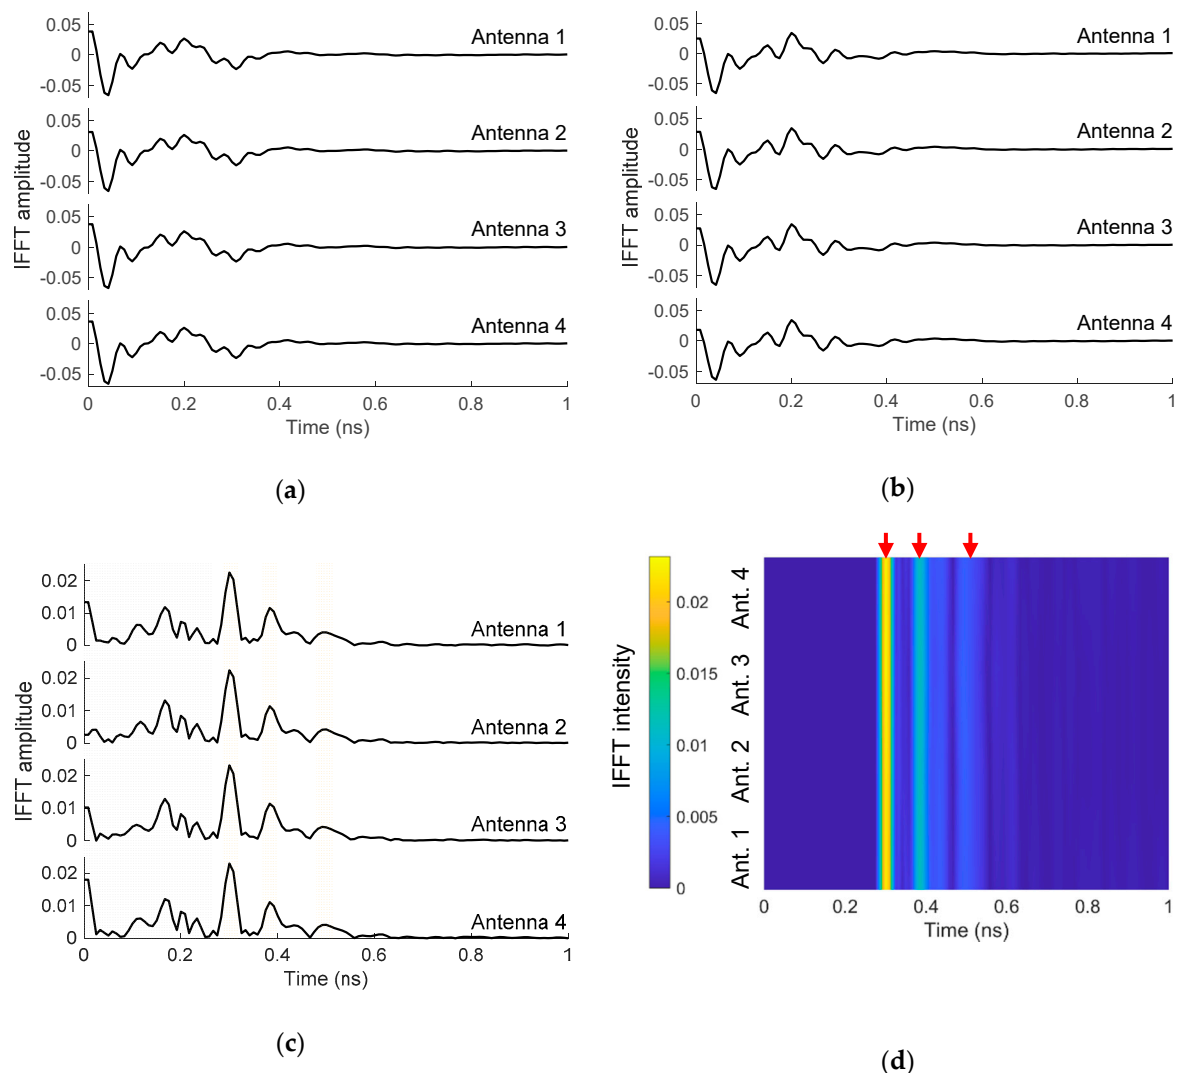 0.05
Antenna 1
0
-0.05
0.05
Antenna 2
0
-0.05
0.05
Antenna 3
0
-0.05
0.05
Antenna 4
0
-0.05
IFFT amplitude
0 0.2 0.4 0.6 0.8 1
Time (ns)
(a)
0.05
Antenna 1
0
-0.05
0.05
Antenna 2
0
-0.05
0.05
Antenna 3
0
-0.05
0.05
Antenna 4
0
-0.05
IFFT amplitude
0 0.2 0.4 0.6 0.8 1
Time (ns)
(b)
0.02
0.01
Antenna 1
0
0.02
0.01
Antenna 2
0
0.02
0.01
Antenna 3
0
0.02
0.01
Antenna 4
0
IFFT amplitude
0 0.2 0.4 0.6 0.8 1
Time (ns)
(c)
IFFT intensity
0.02
0.015
0.01
0.005
0
Ant. 4
Ant. 3
Ant. 2
Ant. 1
0 0.2 0.4 0.6 0.8 1
Time (ns)
(d)